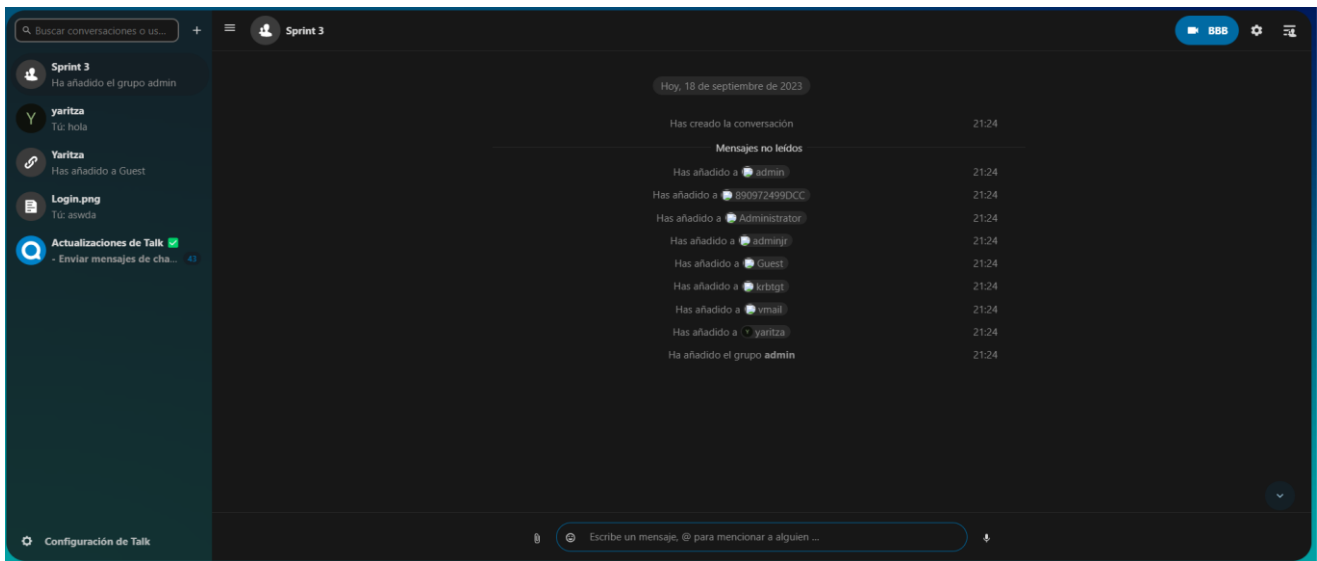 Buscar conversaciones o us...
Sprint 3
Ha añadido el grupo admin
Y
yaritza
Tú: hola
Yaritza
Has añadido a Guest
Login.png
Tú: aswda
Actualizaciones de Talk ✅
- Enviar mensajes de cha... 43
Configuración de Talk
Sprint 3
BBB
Hoy, 18 de septiembre de 2023
Has creado la conversación 21:24
Mensajes no leídos
Has añadido a admin 21:24
Has añadido a 890972499DCC 21:24
Has añadido a Administrator 21:24
Has añadido a adminjr 21:24
Has añadido a Guest 21:24
Has añadido a krbtgt 21:24
Has añadido a vmail 21:24
Has añadido a Y yaritza 21:24
Ha añadido el grupo admin 21:24
Escribe un mensaje, @ para mencionar a alguien ...